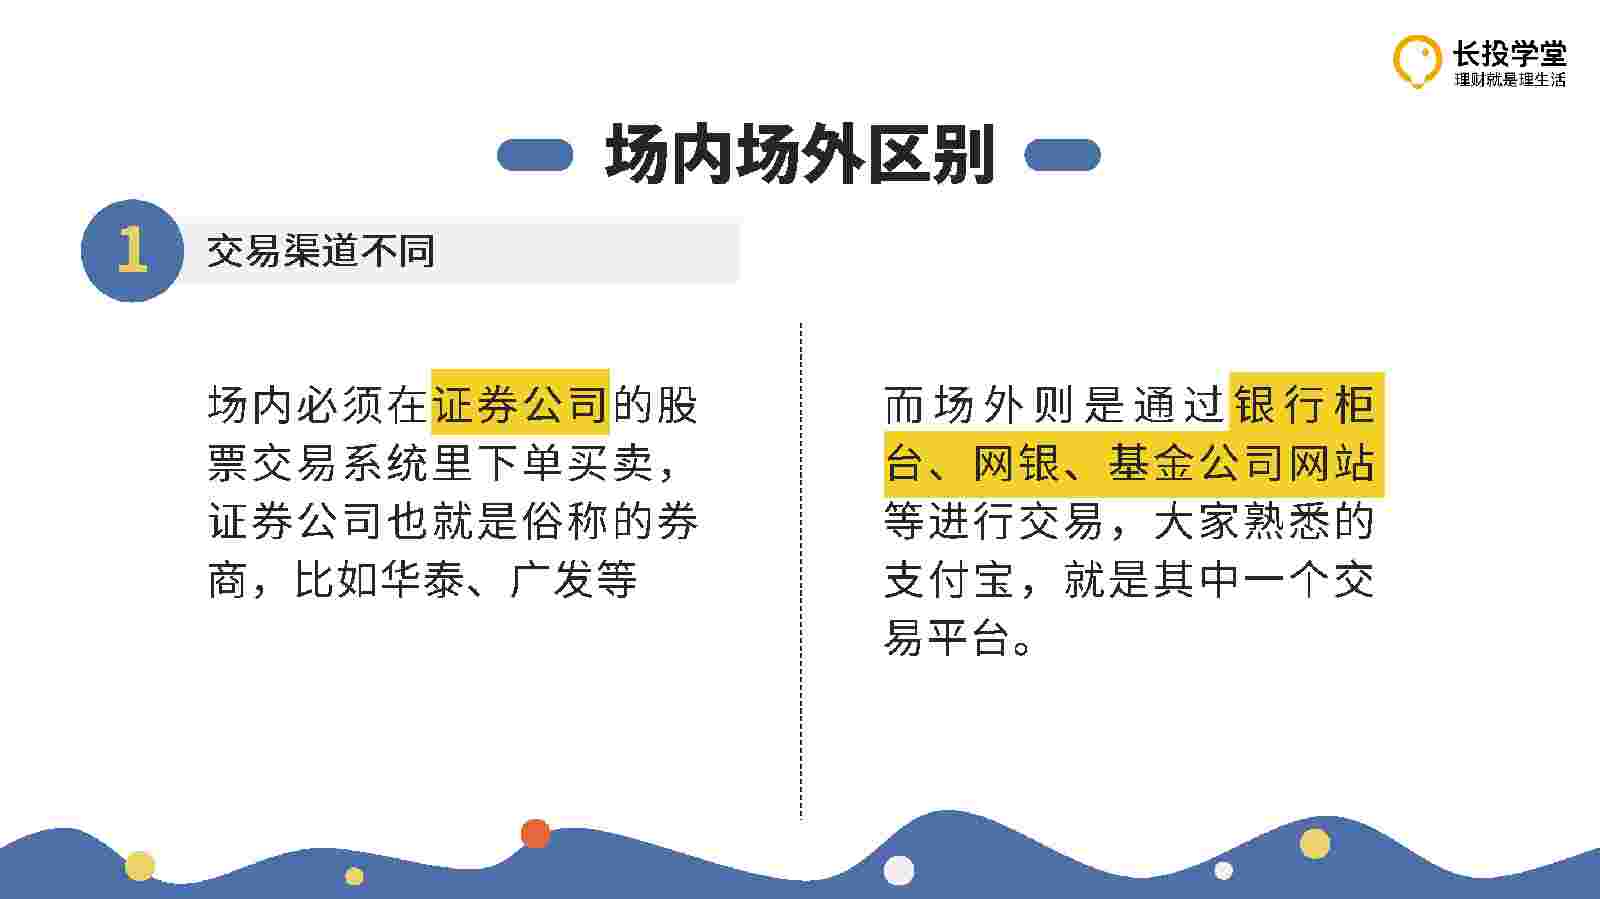 长投学堂
理财就是理生活
场内场外区别
1
交易渠道不同
场内必须在证券公司的股
票交易系统里下单买卖，
证券公司也就是俗称的券
商，比如华泰、广发等
而场外则是通过银行柜
台、网银、基金公司网站
等进行交易，大家熟悉的
支付宝，就是其中一个交
易平台。